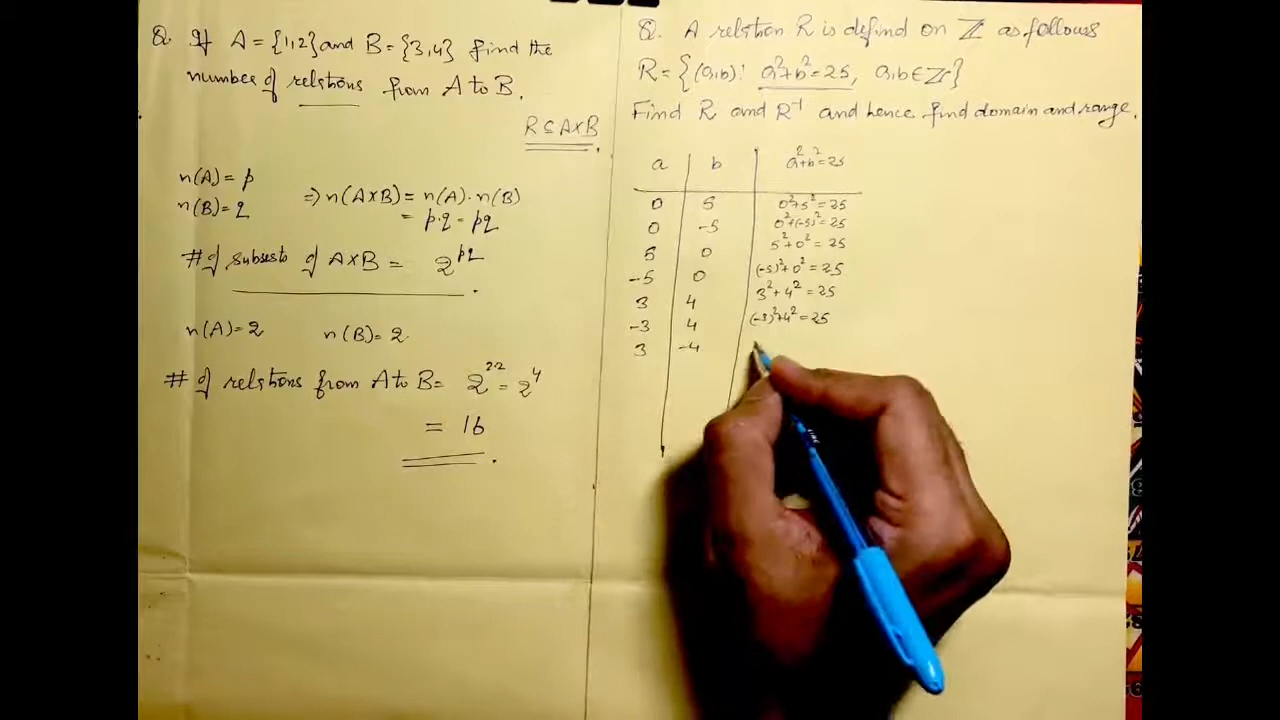 Q. If A = {1,2} and B = {3,4} find the
number of relations from A to B.
R ⊆ A×B
n(A) = p
n(B) = q
⇒ n(A×B) = n(A)·n(B)
= p·q = pq
# of subsets of A×B = 2^pq
n(A) = 2 n(B) = 2
# of relations from A to B = 2^2·2 = 2^4
= 16
Q. A relation R is defind on ℤ as follows
R = {(a,b): a²+b² = 25, a,b ∈ ℤ}
Find R and R⁻¹ and hence find domain and range.
a b a²+b²=25
0 5 0²+5²=25
0 -5 0²+(-5)²=25
5 0 5²+0²=25
-5 0 (-5)²+0²=25
3 4 3²+4²=25
-3 4 (-3)²+4²=25
3 -4